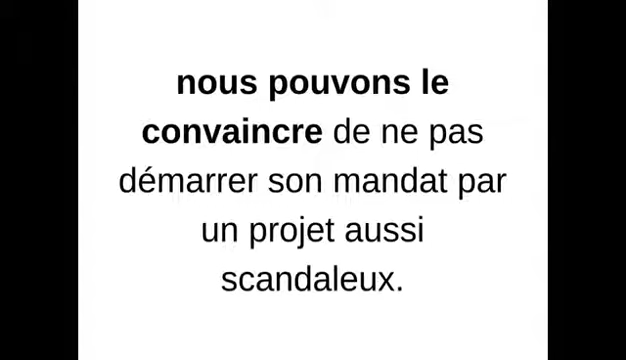 nous pouvons le
convaincre de ne pas
démarrer son mandat par
un projet aussi
scandaleux.